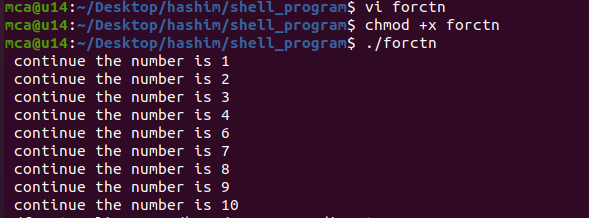 mca@u14:~/Desktop/hashim/shell_program$ vi forctn
mca@u14:~/Desktop/hashim/shell_program$ chmod +x forctn
mca@u14:~/Desktop/hashim/shell_program$ ./forctn
continue the number is 1
continue the number is 2
continue the number is 3
continue the number is 4
continue the number is 6
continue the number is 7
continue the number is 8
continue the number is 9
continue the number is 10